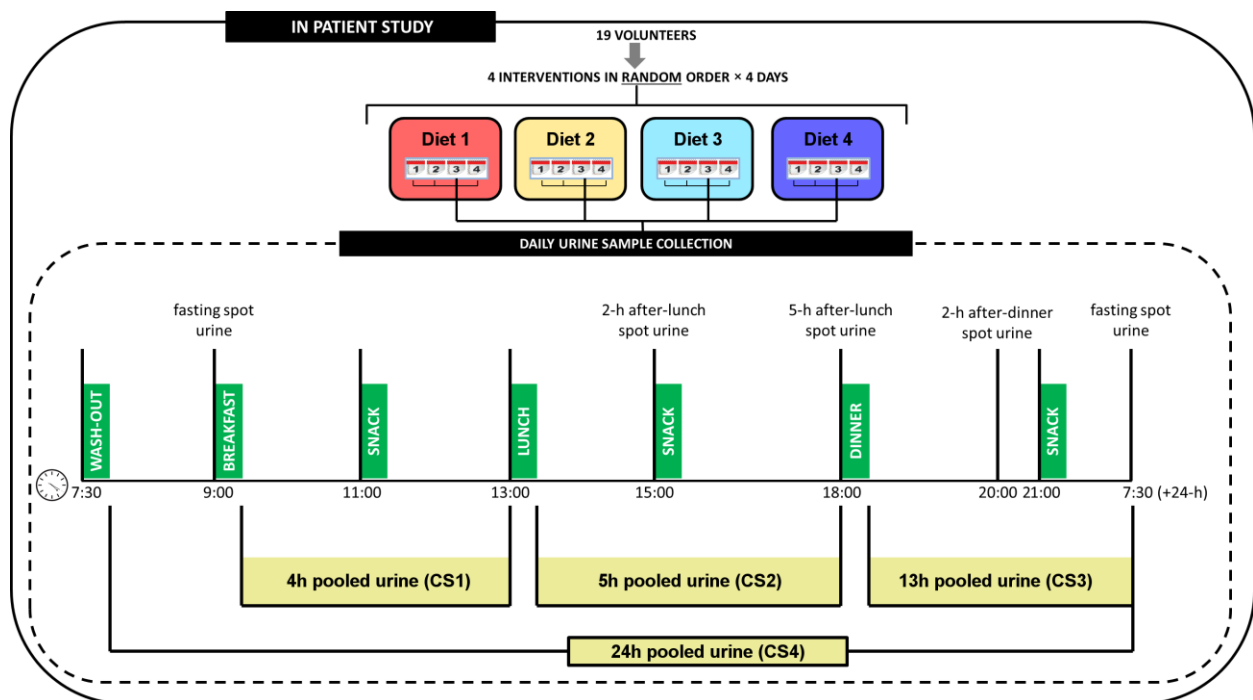 IN PATIENT STUDY
19 VOLUNTEERS
4 INTERVENTIONS IN RANDOM ORDER × 4 DAYS
Diet 1
1 2 3 4
Diet 2
1 2 3 4
Diet 3
1 2 3 4
Diet 4
1 2 3 4
DAILY URINE SAMPLE COLLECTION
fasting spot
urine
2-h after-lunch
spot urine
5-h after-lunch
spot urine
2-h after-dinner
spot urine
fasting spot
urine
WASH-OUT
BREAKFAST
SNACK
LUNCH
SNACK
DINNER
SNACK
7:30
9:00
11:00
13:00
15:00
18:00
20:00
21:00
7:30 (+24-h)
4h pooled urine (CS1)
5h pooled urine (CS2)
13h pooled urine (CS3)
24h pooled urine (CS4)